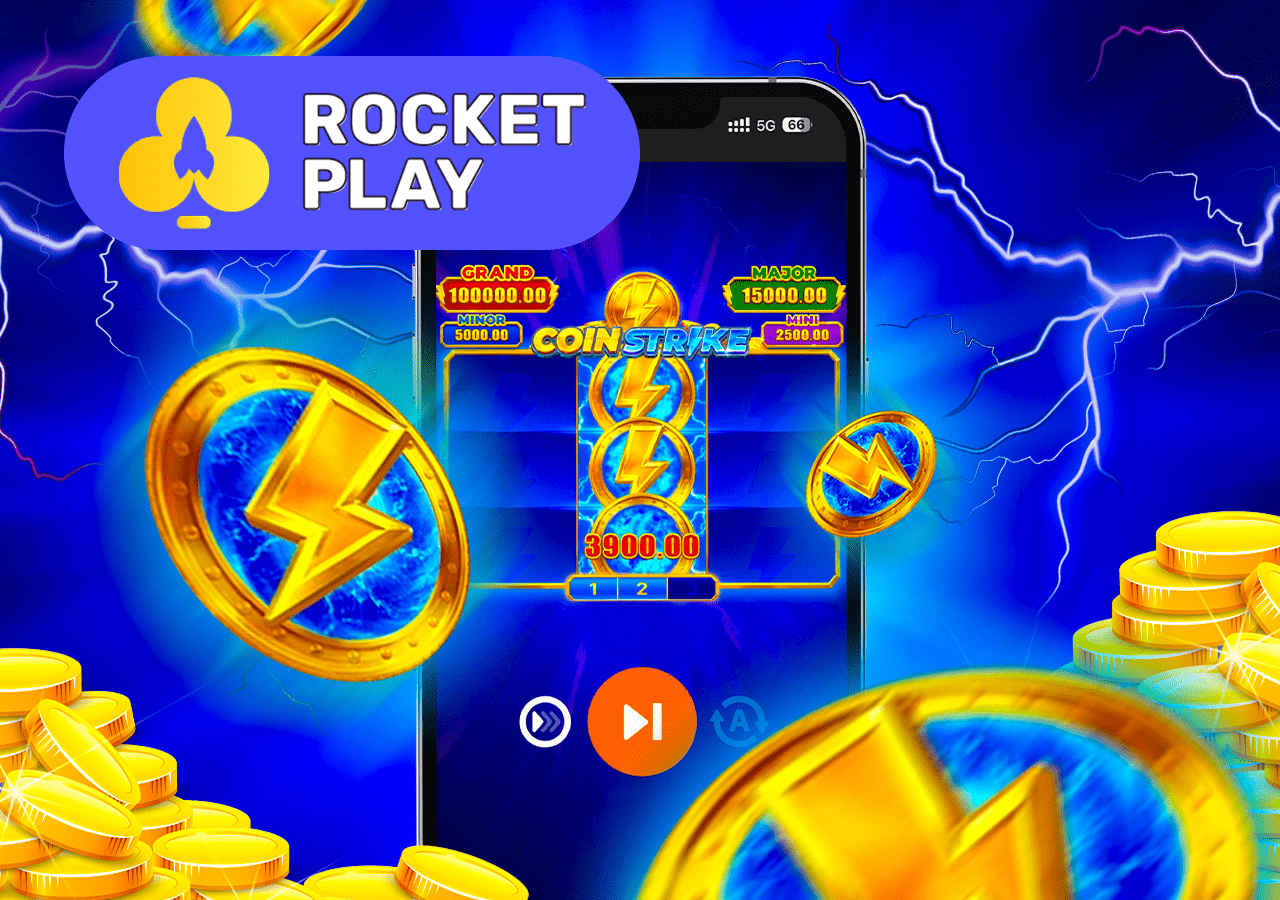 ROCKET
PLAY
5G 66
GRAND
100000.00
MAJOR
15000.00
MINOR
5000.00
MINI
2500.00
COIN STRIKE
3900.00
1 2
A